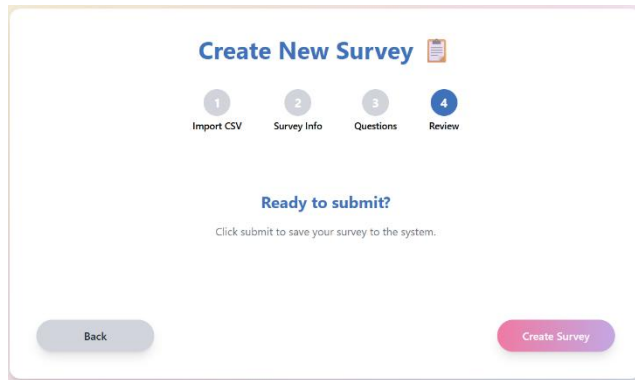 Create New Survey
1 2 3 4
Import CSV Survey Info Questions Review
Ready to submit?
Click submit to save your survey to the system.
Back Create Survey